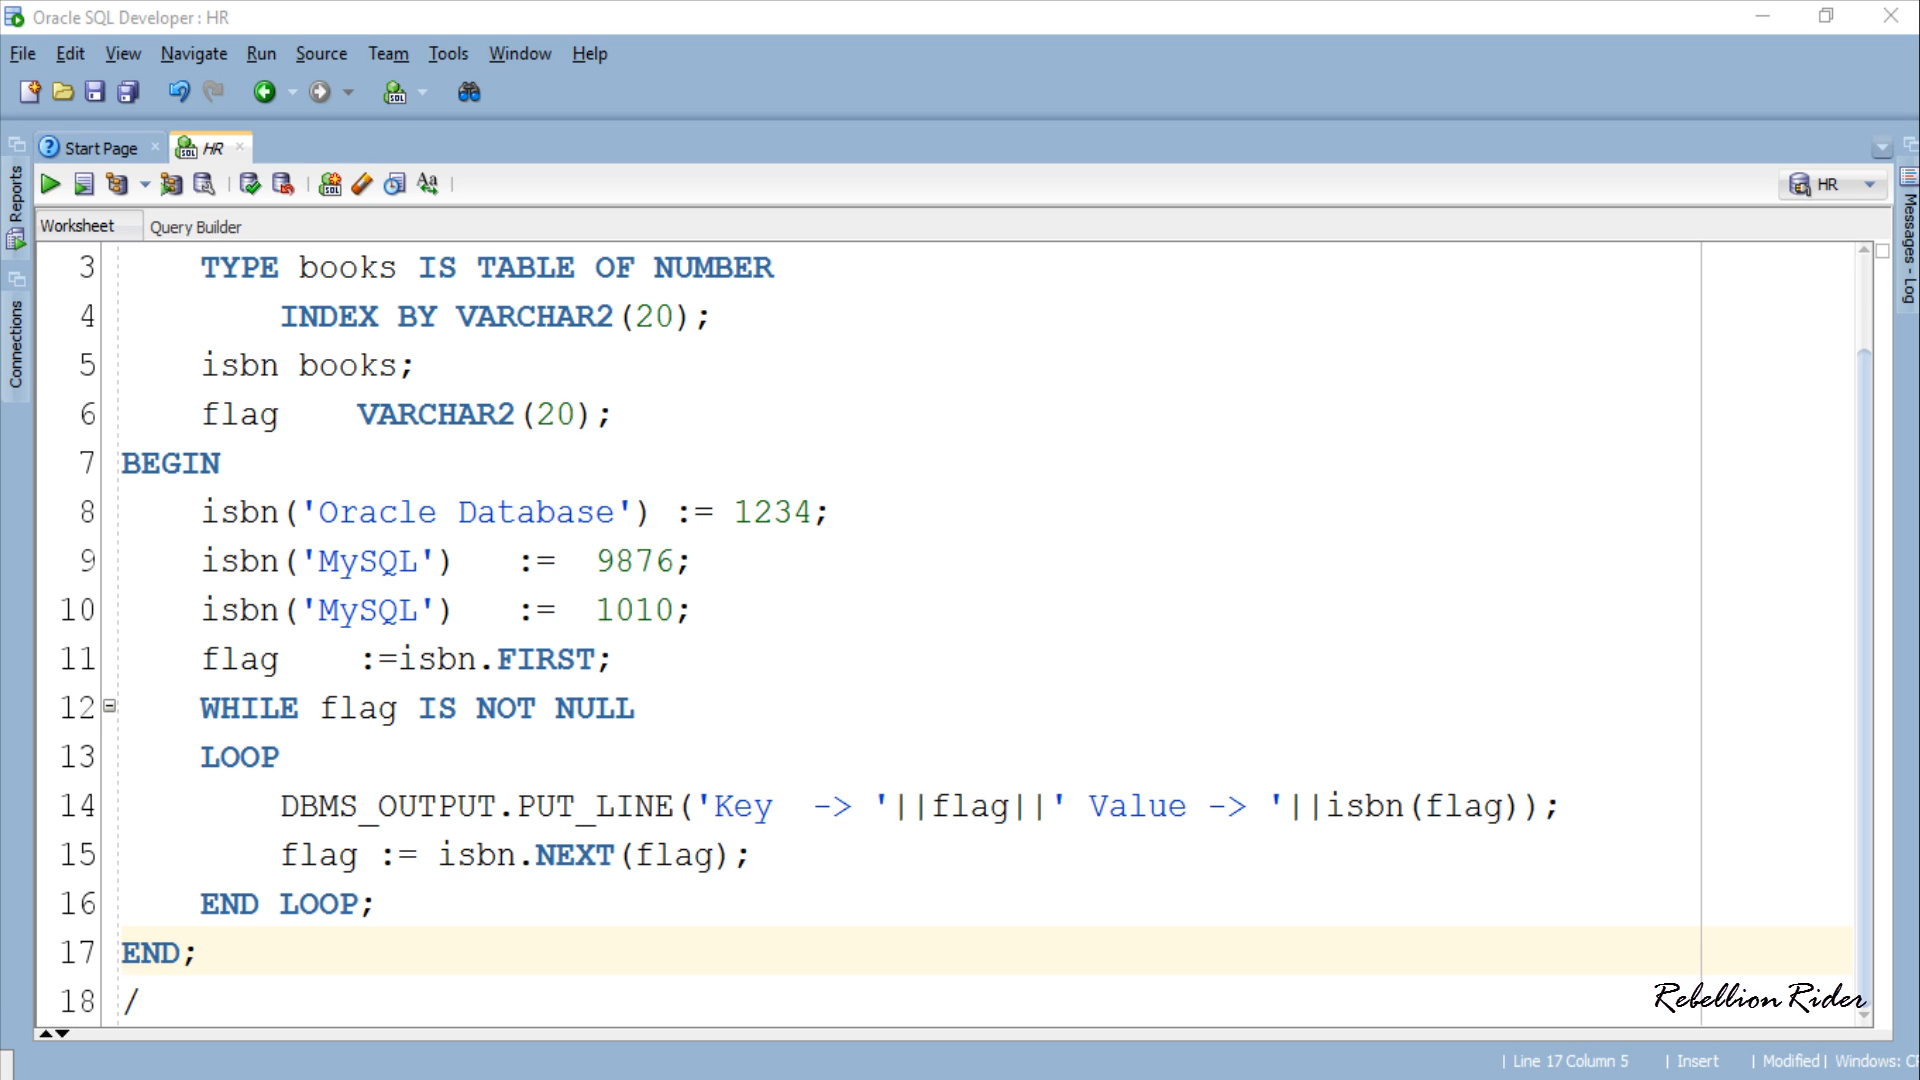 Oracle SQL Developer : HR
File Edit View Navigate Run Source Team Tools Window Help
Start Page HR
HR
Reports
Connections
Messages - Log
Worksheet Query Builder
3 TYPE books IS TABLE OF NUMBER
4 INDEX BY VARCHAR2(20);
5 isbn books;
6 flag VARCHAR2(20);
7 BEGIN
8 isbn('Oracle Database') := 1234;
9 isbn('MySQL') := 9876;
10 isbn('MySQL') := 1010;
11 flag :=isbn.FIRST;
12 WHILE flag IS NOT NULL
13 LOOP
14 DBMS_OUTPUT.PUT_LINE('Key -> '||flag||' Value -> '||isbn(flag));
15 flag := isbn.NEXT(flag);
16 END LOOP;
17 END;
18 /
Rebellion Rider
| Line 17 Column 5 | Insert | Modified | Windows: